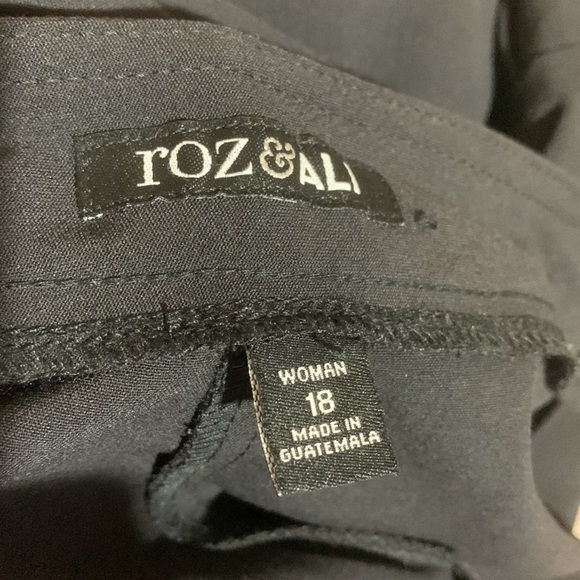 roz & ALI
WOMAN
18
MADE IN
GUATEMALA